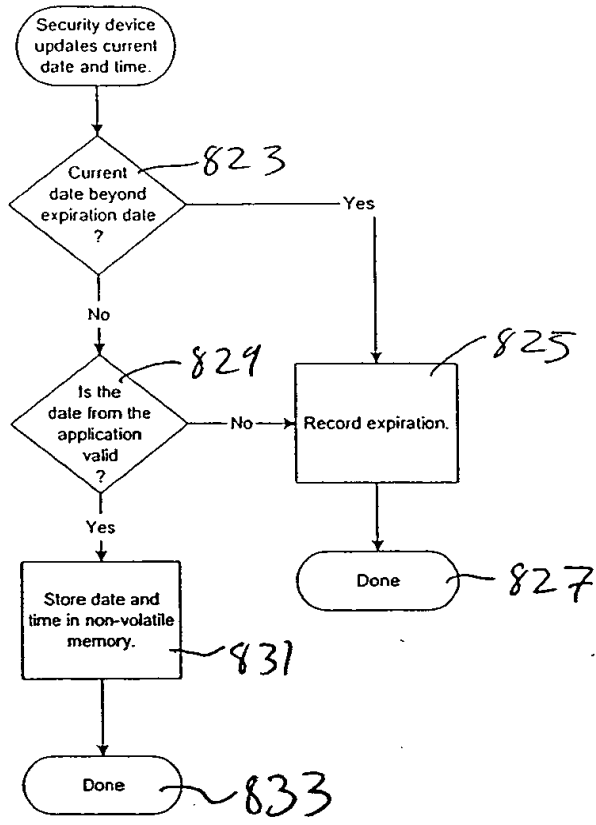 Security device
updates current
date and time.
823
Current
date beyond
expiration date
?
Yes
No
829
825
Is the
date from the
application
valid
?
No
Record expiration.
Yes
Store date and
time in non-volatile
memory.
831
Done
827
Done
833